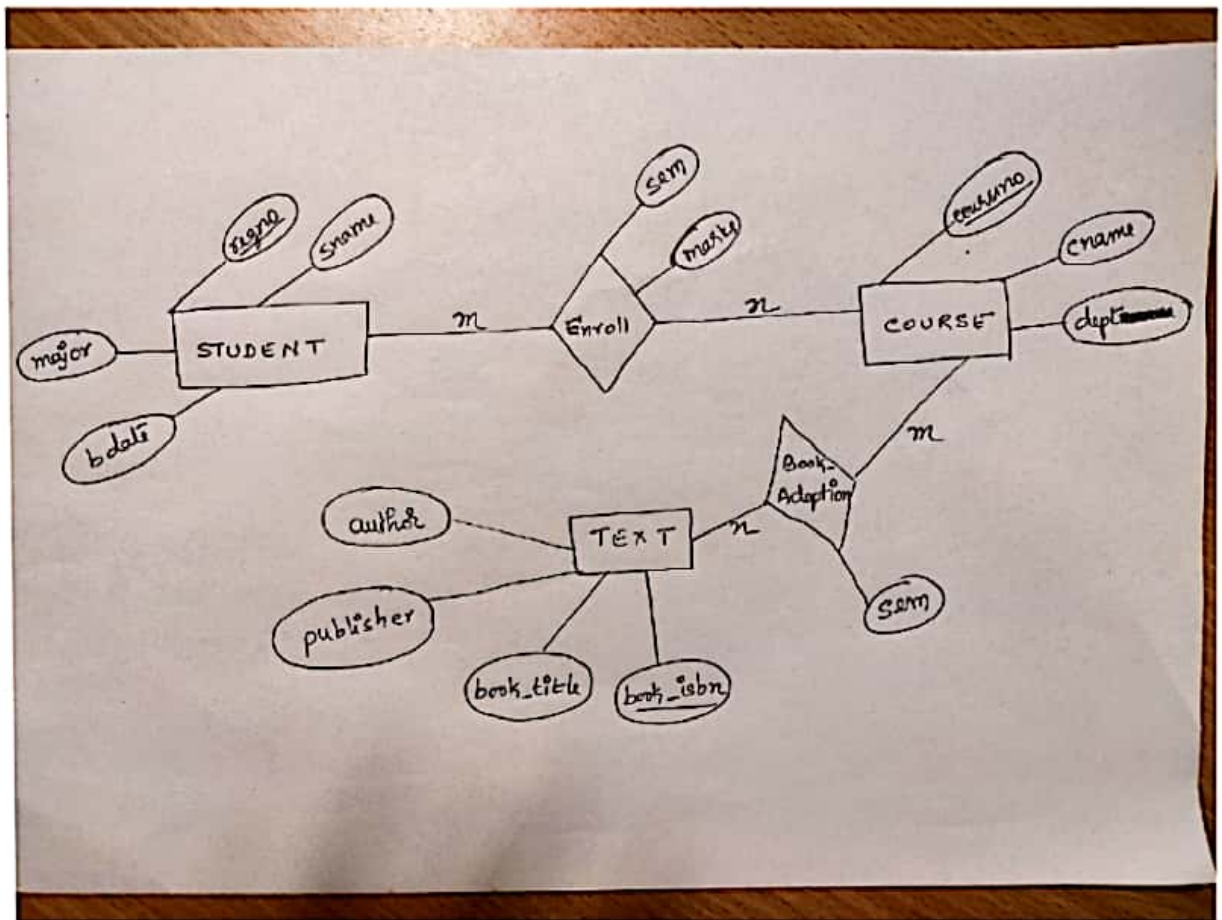 sem
regno
sname
marks
courseno
cname
major
STUDENT
m
Enroll
n
COURSE
dept
bdate
m
Book_
Adoption
author
TEXT
n
publisher
sem
book_title
book_isbn